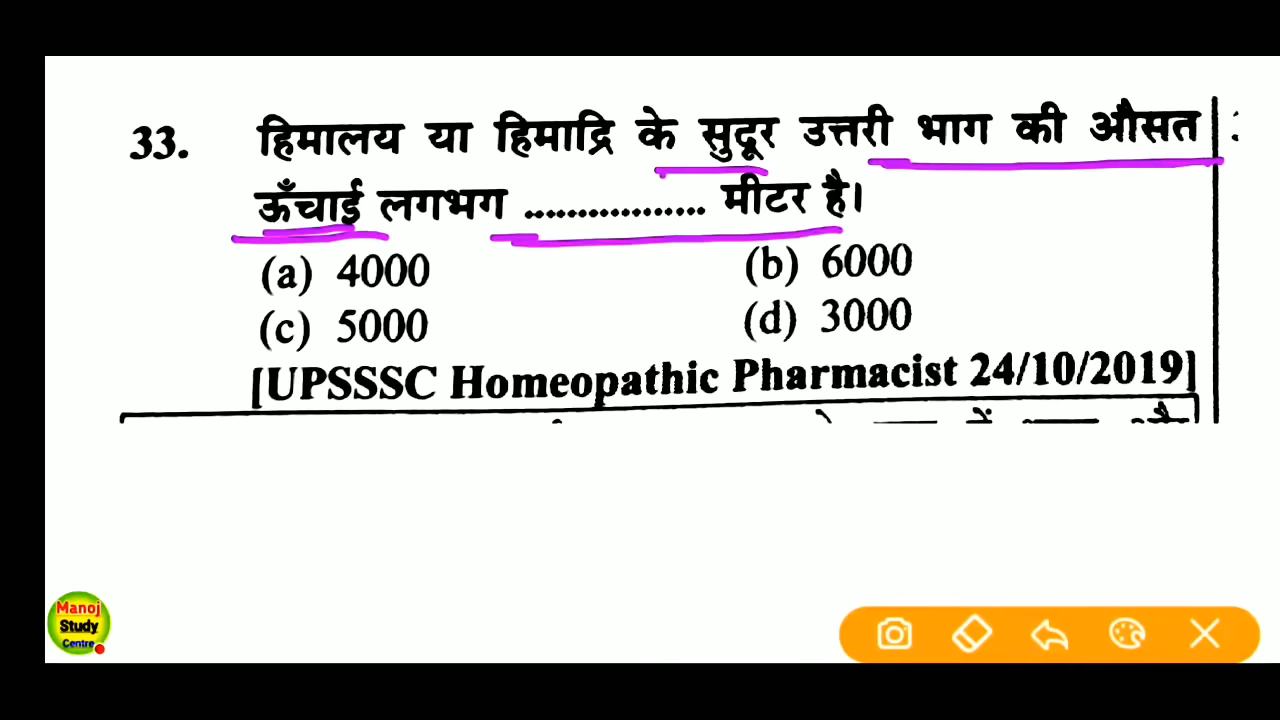 33. हिमालय या हिमाद्रि के सुदूर उत्तरी भाग की औसत
ऊँचाई लगभग .................. मीटर है।
(a) 4000 (b) 6000
(c) 5000 (d) 3000
[UPSSSC Homeopathic Pharmacist 24/10/2019]
Manoj
Study
Centre